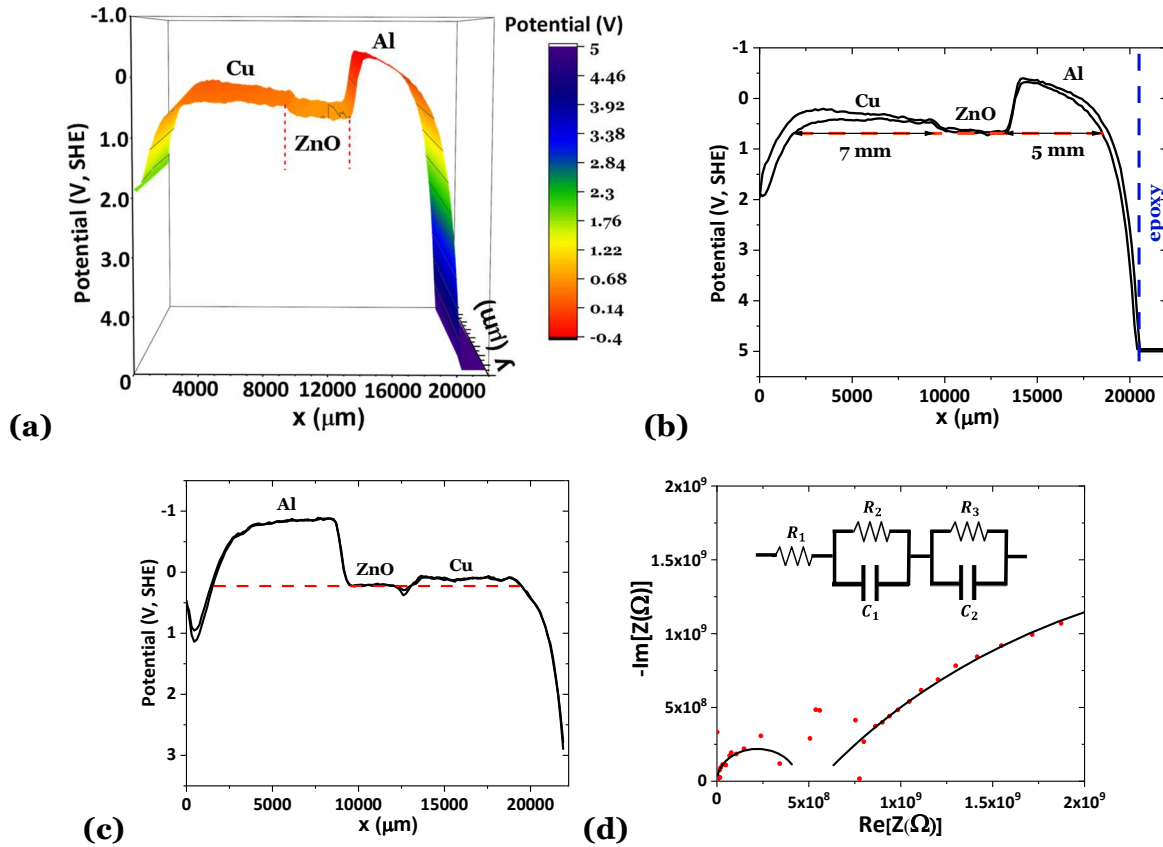 -1.0
0
1.0
2.0
3.0
4.0
0
Potential (V, SHE)
Cu
ZnO
Al
4000
8000
12000
16000
20000
x (μm)
y (μm)
Potential (V)
5
4.46
3.92
3.38
2.84
2.3
1.76
1.22
0.68
0.14
-0.4
(a)
-1
0
1
2
3
4
5
Potential (V, SHE)
Cu
ZnO
Al
7 mm
5 mm
epoxy
0
5000
10000
15000
20000
x (μm)
(b)
-1
0
1
2
3
Potential (V, SHE)
Al
ZnO
Cu
0
5000
10000
15000
20000
x (μm)
(c)
2x10⁹
1.5x10⁹
1x10⁹
5x10⁸
0
-Im[Z(Ω)]
R₁
R₂
R₃
C₁
C₂
0
5x10⁸
1x10⁹
1.5x10⁹
2x10⁹
Re[Z(Ω)]
(d)